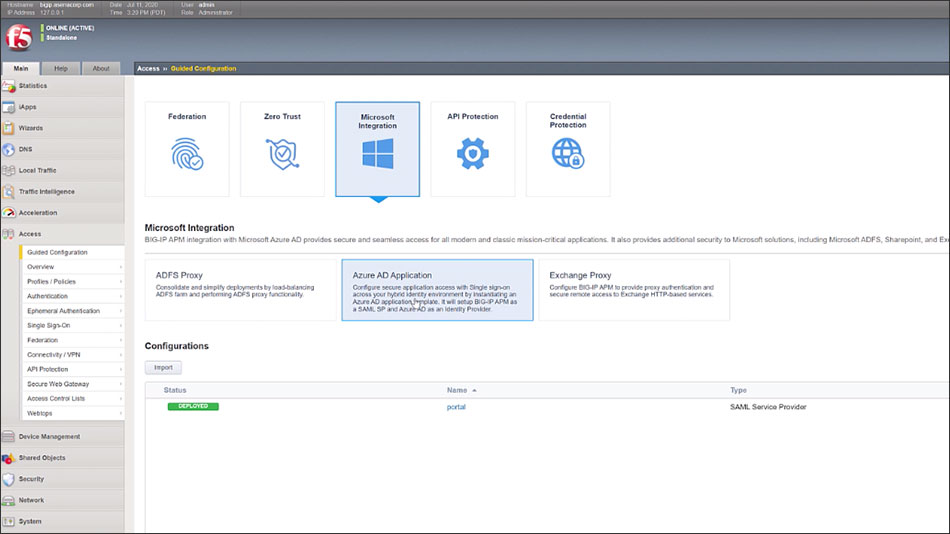 Hostname bigip.asericorp.com Date Jul 11, 2020 User admin
IP Address 127.0.0.1 Time 3:20 PM (PDT) Role Administrator
f5
ONLINE (ACTIVE)
Standalone
Main Help About
Access ›› Guided Configuration
Statistics
iApps
Wizards
DNS
Local Traffic
Traffic Intelligence
Acceleration
Access
Guided Configuration
Overview
Profiles / Policies
Authentication
Ephemeral Authentication
Single Sign-On
Federation
Connectivity / VPN
API Protection
Secure Web Gateway
Access Control Lists
Webtops
Device Management
Shared Objects
Security
Network
System
Federation
Zero Trust
Microsoft
Integration
API Protection
Credential
Protection
Microsoft Integration
BIG-IP APM integration with Microsoft Azure AD provides secure and seamless access for all modern and classic mission-critical applications. It also provides additional security to Microsoft solutions, including Microsoft ADFS, Sharepoint, and Exc
ADFS Proxy
Consolidate and simplify deployments by load-balancing
ADFS farm and performing ADFS proxy functionality.
Azure AD Application
Configure secure application access with Single sign-on
across your hybrid identity environment by instantiating an
Azure AD application template. It will setup BIG-IP APM as
a SAML SP and Azure AD as an Identity Provider.
Exchange Proxy
Configure BIG-IP APM to provide proxy authentication and
secure remote access to Exchange HTTP-based services.
Configurations
Import
Status Name Type
DEPLOYED portal SAML Service Provider